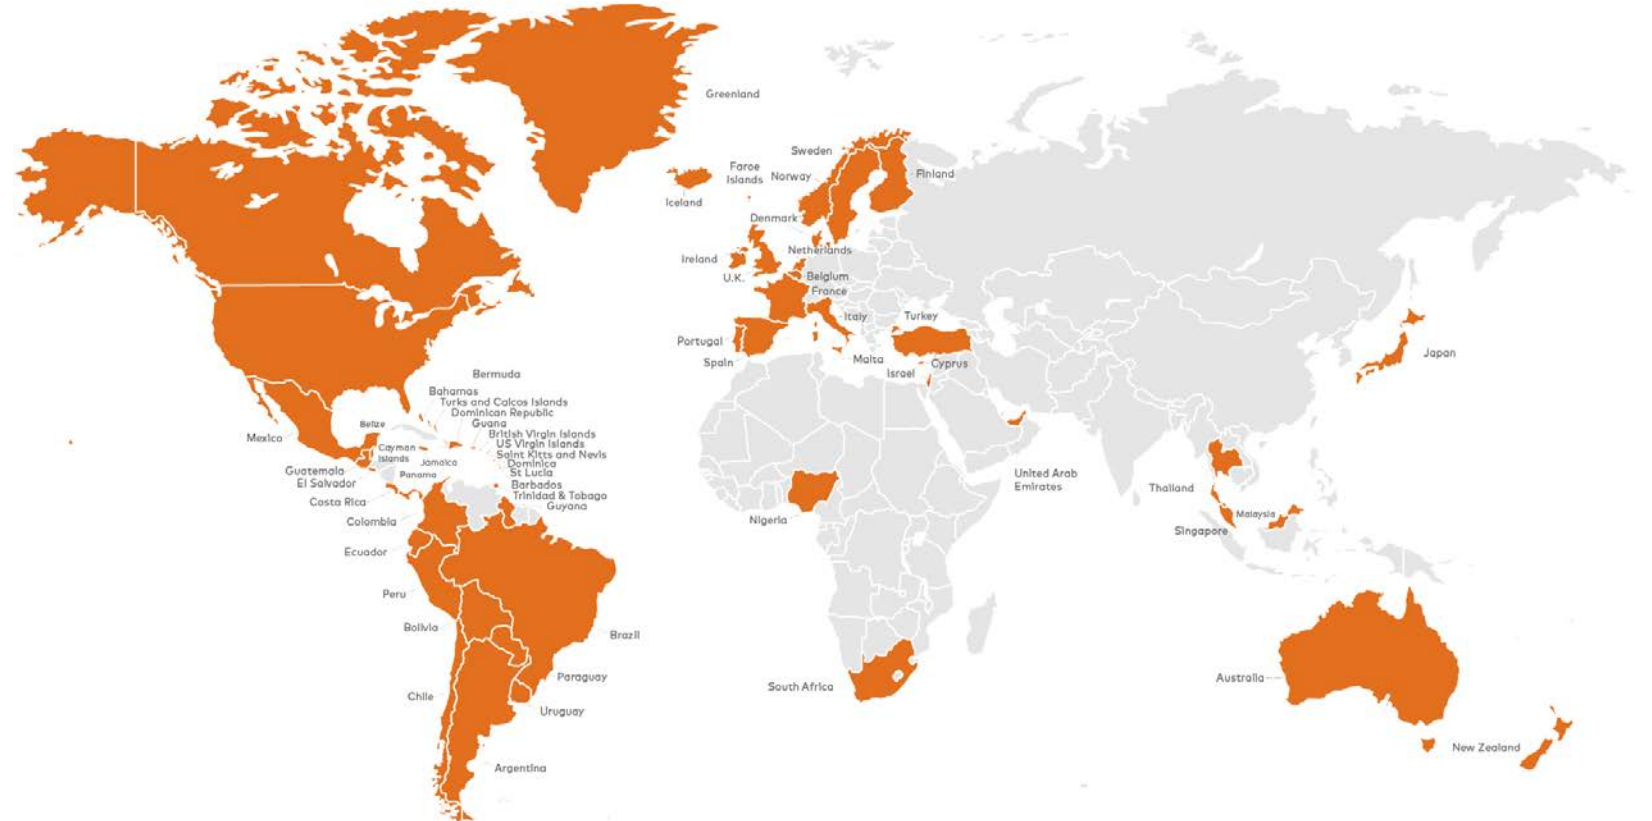 Greenland
Sweden
Faroe
Islands
Norway
Finland
Iceland
Denmark
Netherlands
Ireland
U.K.
Belgium
France
Italy
Turkey
Portugal
Spain
Malta
Cyprus
Israel
Japan
Bermuda
Bahamas
Turks and Caicos Islands
Dominican Republic
Guana
British Virgin Islands
US Virgin Islands
Saint Kitts and Nevis
Dominica
St Lucia
Barbados
Trinidad & Tobago
Guyana
Mexico
Belize
Cayman
Islands
Jamaica
Panama
Guatemala
El Salvador
Costa Rica
Colombia
Ecuador
Peru
Bolivia
Brazil
Chile
Paraguay
Uruguay
Argentina
United Arab
Emirates
Nigeria
South Africa
Thailand
Malaysia
Singapore
Australia
New Zealand